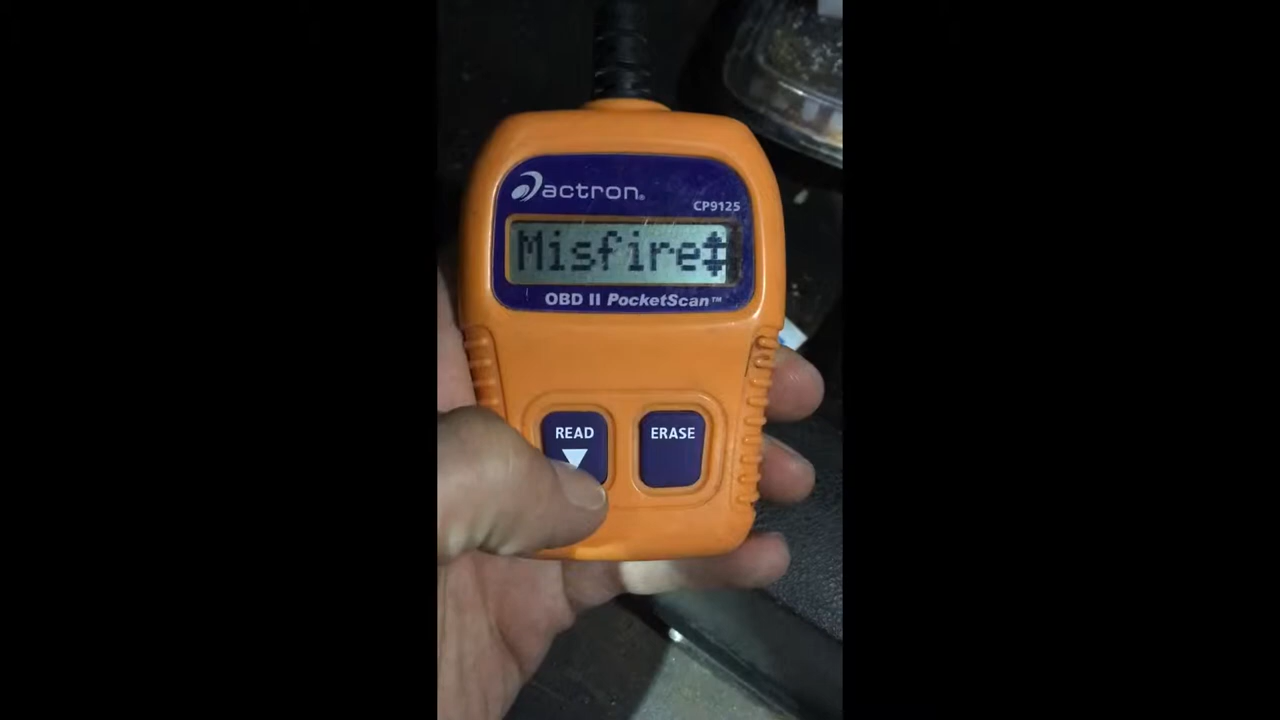 actron®
CP9125
Misfire
OBD II PocketScan™
READ
ERASE